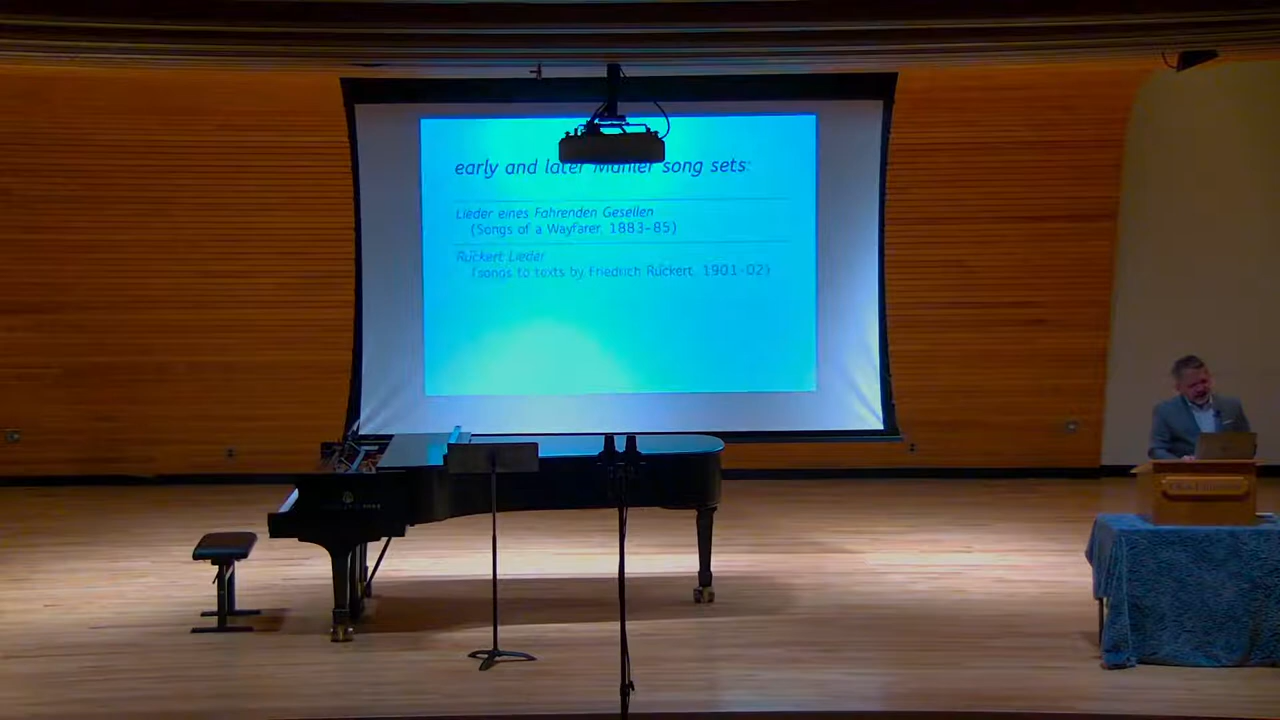 early and later Mahler song sets:
Lieder eines Fahrenden Gesellen
(Songs of a Wayfarer, 1883-85)
Rückert Lieder
(songs to texts by Friedrich Rückert, 1901-02)